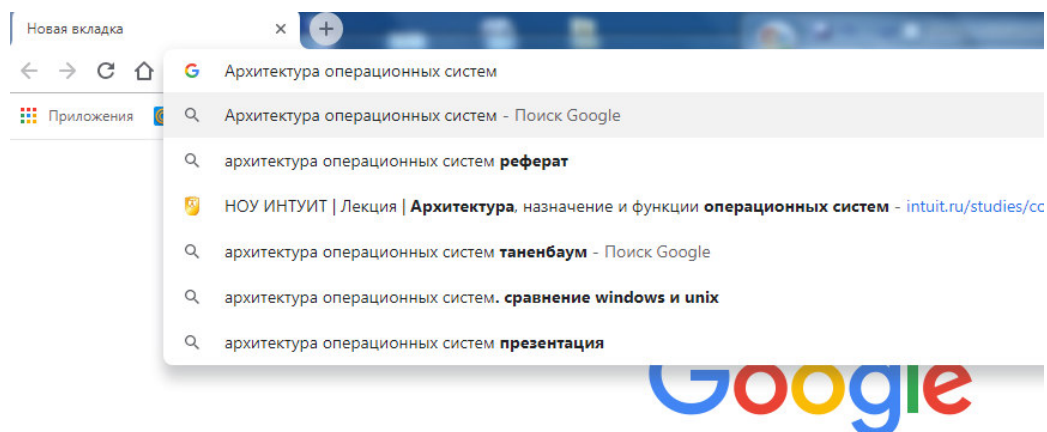 Новая вкладка
Архитектура операционных систем
Приложения
Архитектура операционных систем - Поиск Google
архитектура операционных систем реферат
НОУ ИНТУИТ | Лекция | Архитектура, назначение и функции операционных систем - intuit.ru/studies/co
архитектура операционных систем таненбаум - Поиск Google
архитектура операционных систем. сравнение windows и unix
архитектура операционных систем презентация
Google